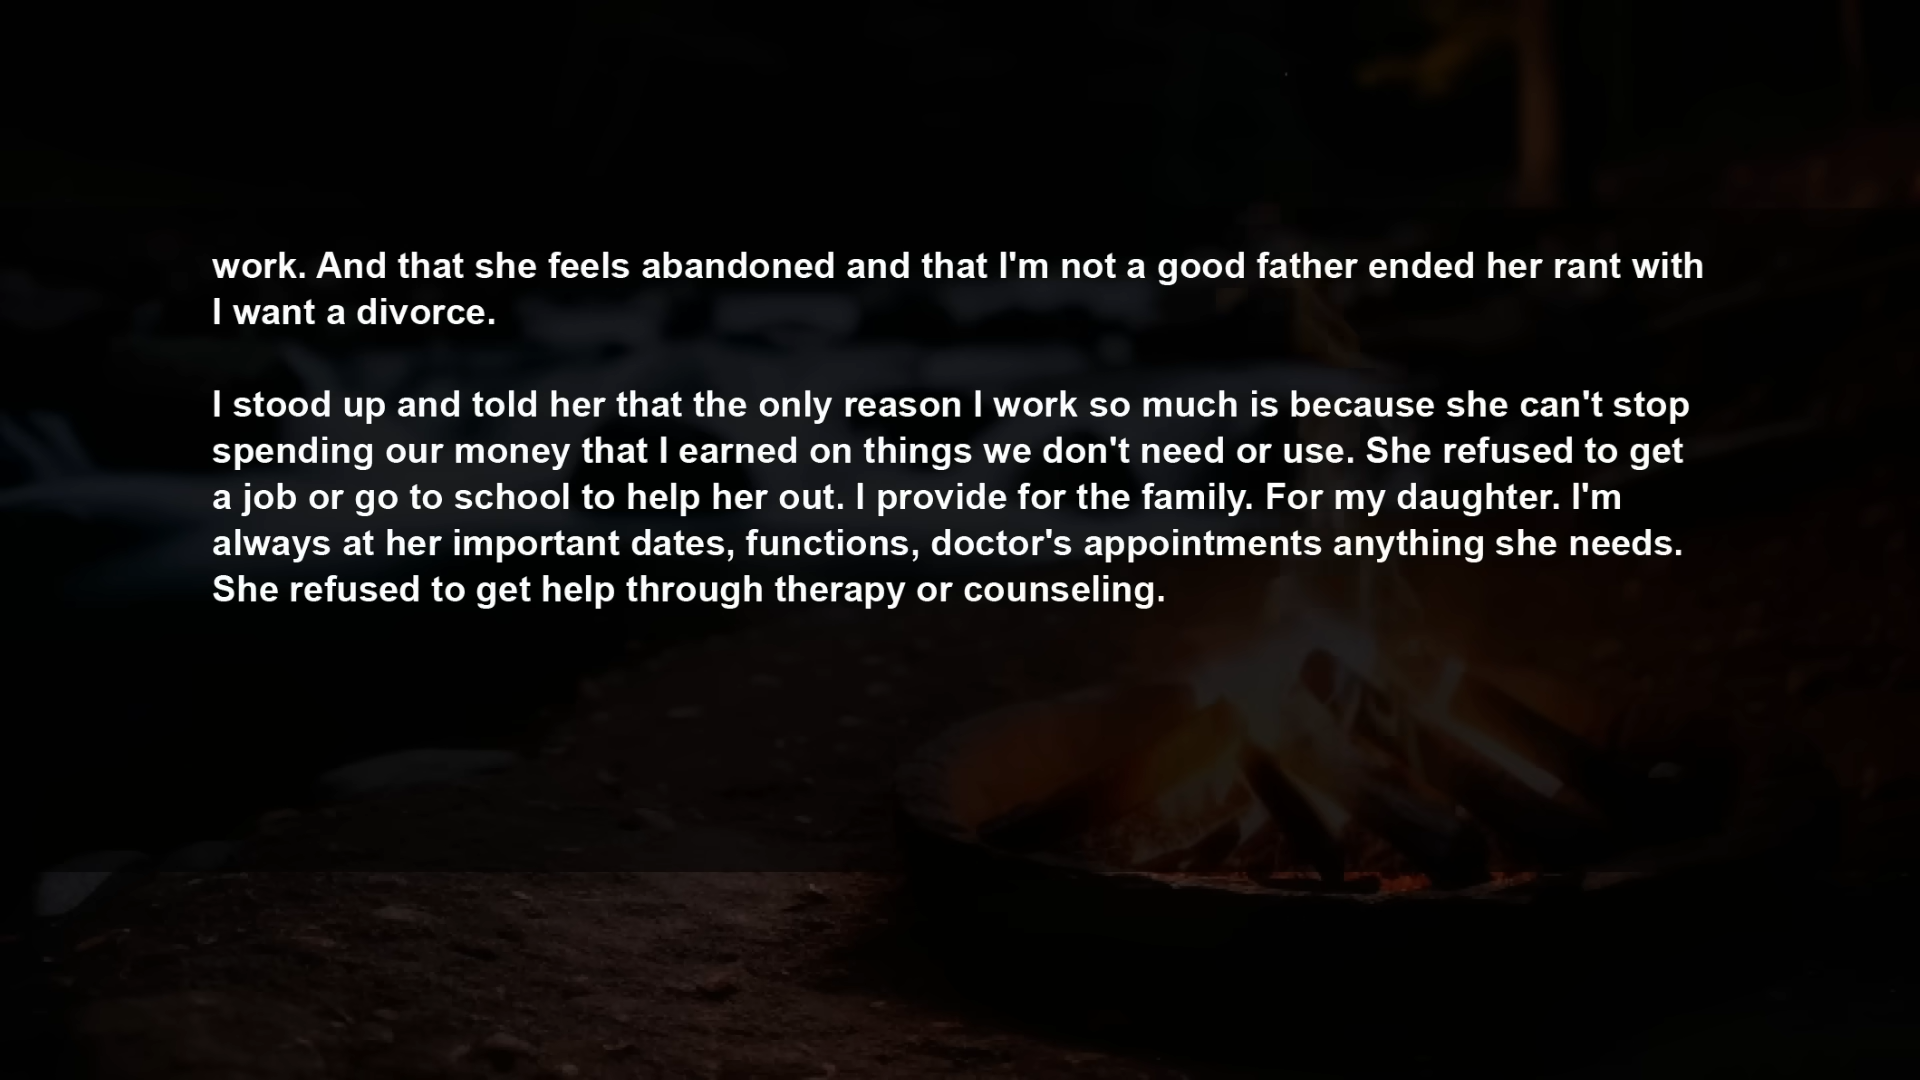 work. And that she feels abandoned and that I'm not a good father ended her rant with
I want a divorce.
I stood up and told her that the only reason I work so much is because she can't stop
spending our money that I earned on things we don't need or use. She refused to get
a job or go to school to help her out. I provide for the family. For my daughter. I'm
always at her important dates, functions, doctor's appointments anything she needs.
She refused to get help through therapy or counseling.